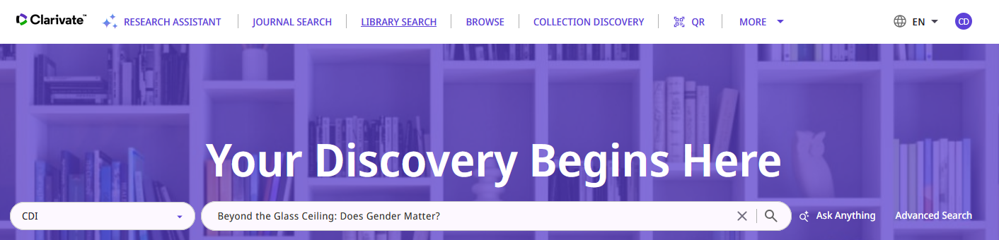 Clarivate™ RESEARCH ASSISTANT JOURNAL SEARCH LIBRARY SEARCH BROWSE COLLECTION DISCOVERY QR MORE EN CD
Your Discovery Begins Here
CDI Beyond the Glass Ceiling: Does Gender Matter? Ask Anything Advanced Search